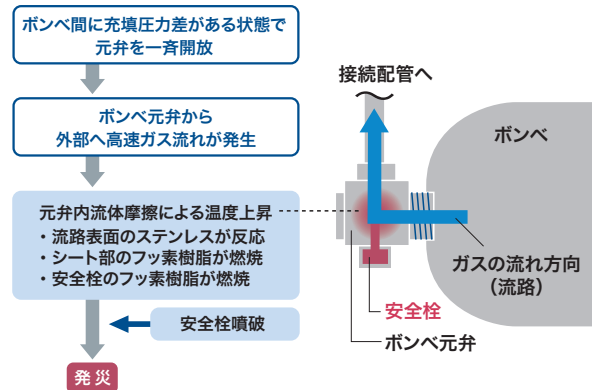 ボンベ間に充填圧力差がある状態で
元弁を一斉開放
ボンベ元弁から
外部へ高速ガス流れが発生
元弁内流体摩擦による温度上昇
・流路表面のステンレスが反応
・シート部のフッ素樹脂が燃焼
・安全栓のフッ素樹脂が燃焼
安全栓噴破
発災
接続配管へ
ボンベ
ガスの流れ方向
（流路）
安全栓
ボンベ元弁